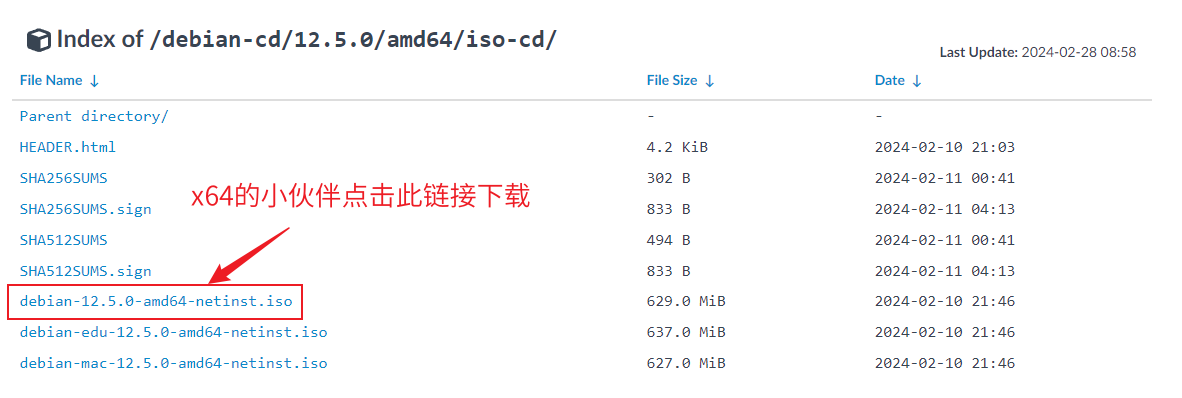 Index of /debian-cd/12.5.0/amd64/iso-cd/
Last Update: 2024-02-28 08:58
File Name ↓ File Size ↓ Date ↓
Parent directory/ - -
HEADER.html 4.2 KiB 2024-02-10 21:03
SHA256SUMS 302 B 2024-02-11 00:41
x64的小伙伴点击此链接下载
SHA256SUMS.sign 833 B 2024-02-11 04:13
SHA512SUMS 494 B 2024-02-11 00:41
SHA512SUMS.sign 833 B 2024-02-11 04:13
debian-12.5.0-amd64-netinst.iso 629.0 MiB 2024-02-10 21:46
debian-edu-12.5.0-amd64-netinst.iso 637.0 MiB 2024-02-10 21:46
debian-mac-12.5.0-amd64-netinst.iso 627.0 MiB 2024-02-10 21:46